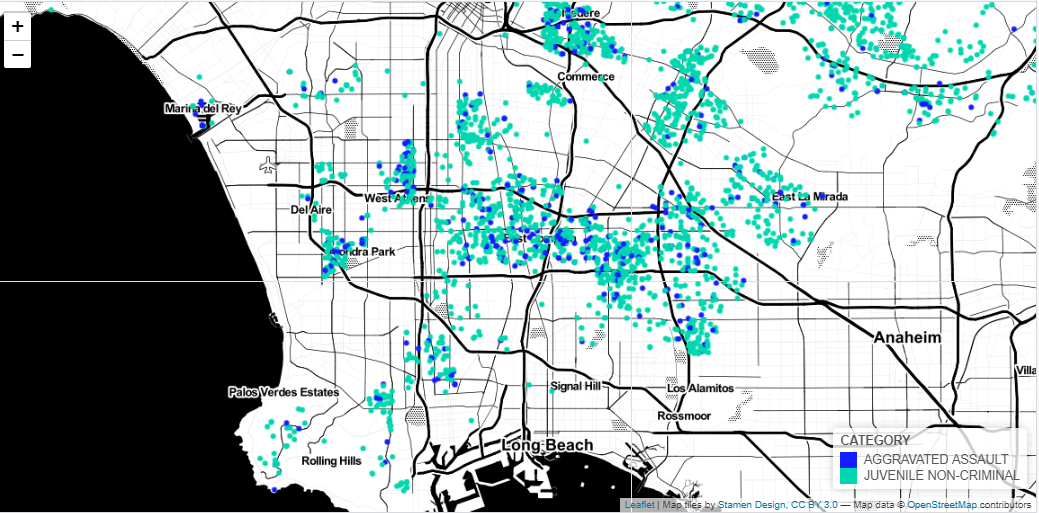 +
−
Commerce
Marina del Rey
West Athens
East La Mirada
Del Aire
Park
Anaheim
Palos Verdes Estates
Signal Hill
Los Alamitos
Rossmoor
Long Beach
Rolling Hills
CATEGORY
AGGRAVATED ASSAULT
JUVENILE NON-CRIMINAL
Leaflet | Map tiles by Stamen Design, CC BY 3.0 — Map data © OpenStreetMap contributors